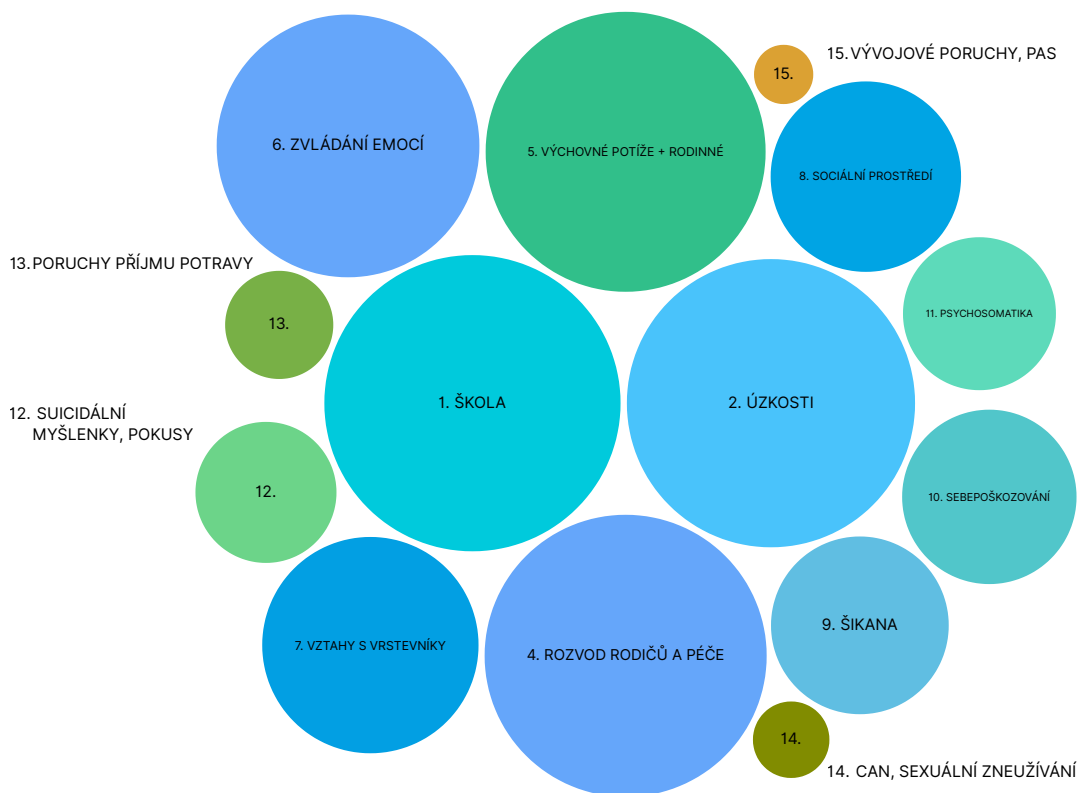 15. VÝVOJOVÉ PORUCHY, PAS
15.
6. ZVLÁDÁNÍ EMOCÍ
5. VÝCHOVNÉ POTÍŽE + RODINNÉ
8. SOCIÁLNÍ PROSTŘEDÍ
13. PORUCHY PŘÍJMU POTRAVY
13.
11. PSYCHOSOMATIKA
1. ŠKOLA
2. ÚZKOSTI
12. SUICIDÁLNÍ
MYŠLENKY, POKUSY
12.
10. SEBEPOŠKOZOVÁNÍ
7. VZTAHY S VRSTEVNÍKY
4. ROZVOD RODIČŮ A PÉČE
9. ŠIKANA
14.
14. CAN, SEXUÁLNÍ ZNEUŽÍVÁNÍ